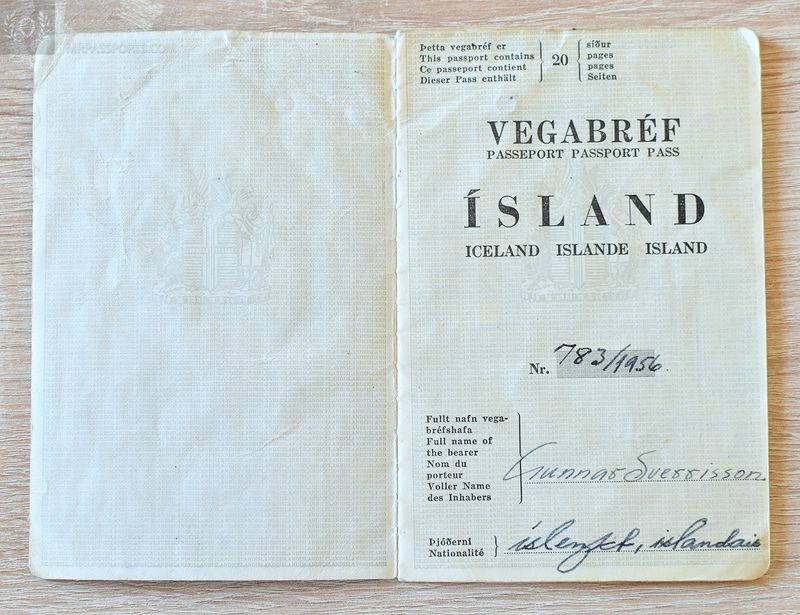 MRPASSPORTS.COM
Þetta vegabréf er
This passport contains
Ce passeport contient
Dieser Pass enthält
20
síður
pages
pages
Seiten
VEGABRÉF
PASSEPORT PASSPORT PASS
ÍSLAND
ICELAND ISLANDE ISLAND
Nr. 783/1956
Fullt nafn vega-
bréfshafa
Full name of
the bearer
Nom du
porteur
Voller Name
des Inhabers
Gunnar Sverrisson
Þjóðerni
Nationalité
íslenzkt, islandais